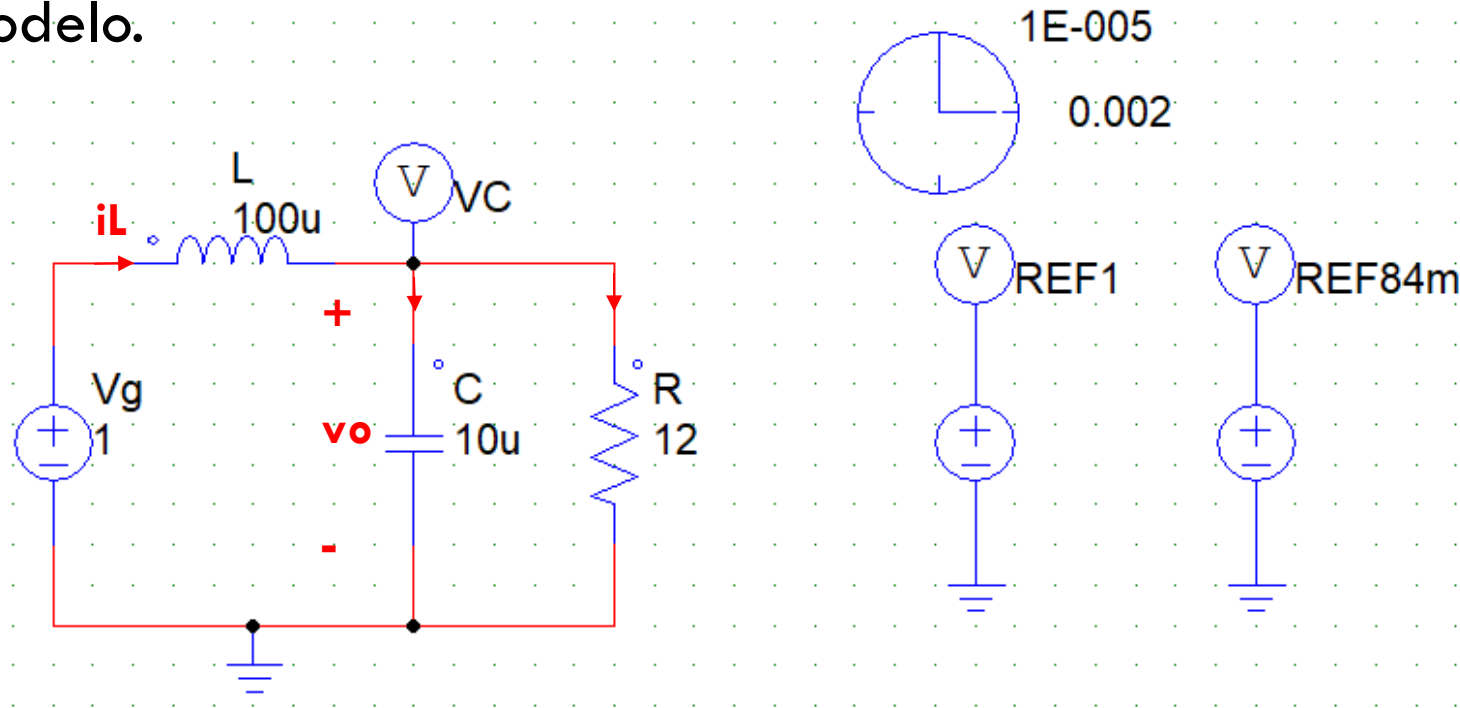 odelo.
1E-005
0.002
L
100u
iL
V
VC
V
REF1
V
REF84m
+
Vg
1
vo
C
10u
R
12
-